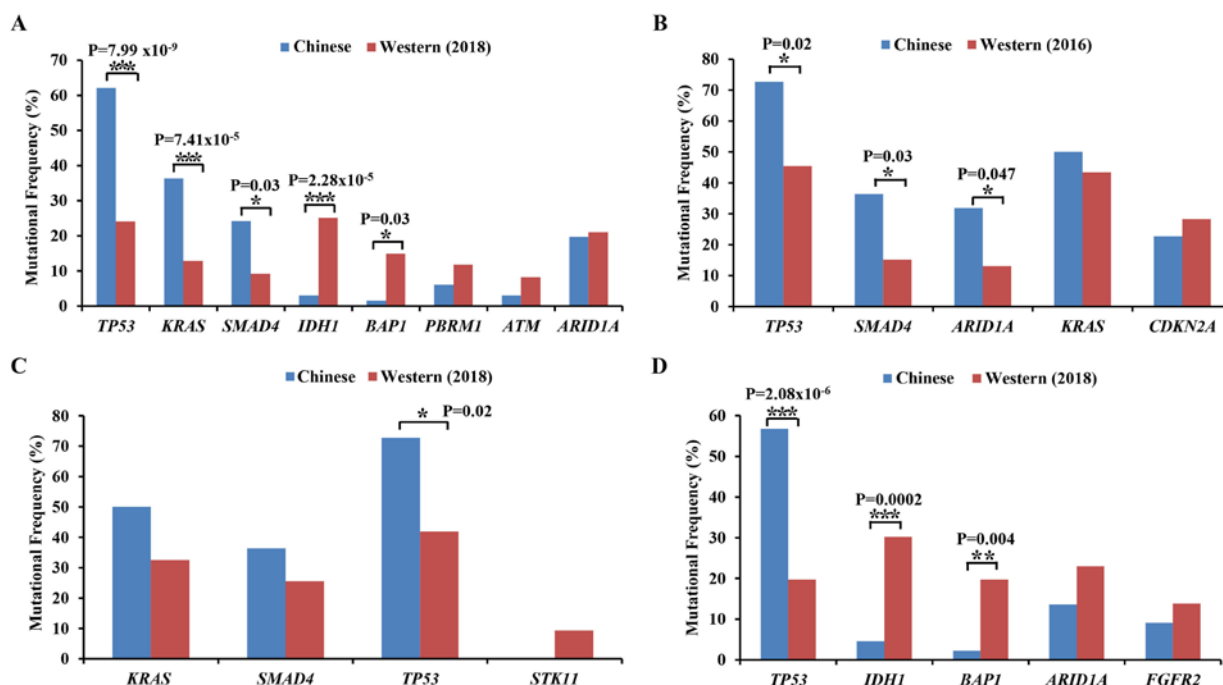 A
Chinese Western (2018)
P=7.99 x10-9
***
P=7.41x10-5
***
P=0.03
*
P=2.28x10-5
***
P=0.03
*
Mutational Frequency (%)
70
60
50
40
30
20
10
0
TP53 KRAS SMAD4 IDH1 BAP1 PBRM1 ATM ARID1A
B
Chinese Western (2016)
P=0.02
*
P=0.03
*
P=0.047
*
Mutational Frequency (%)
80
70
60
50
40
30
20
10
0
TP53 SMAD4 ARID1A KRAS CDKN2A
C
Chinese Western (2018)
* P=0.02
Mutational Frequency (%)
80
70
60
50
40
30
20
10
0
KRAS SMAD4 TP53 STK11
D
Chinese Western (2018)
P=2.08x10-6
***
P=0.0002
***
P=0.004
**
Mutational Frequency (%)
60
50
40
30
20
10
0
TP53 IDH1 BAP1 ARID1A FGFR2